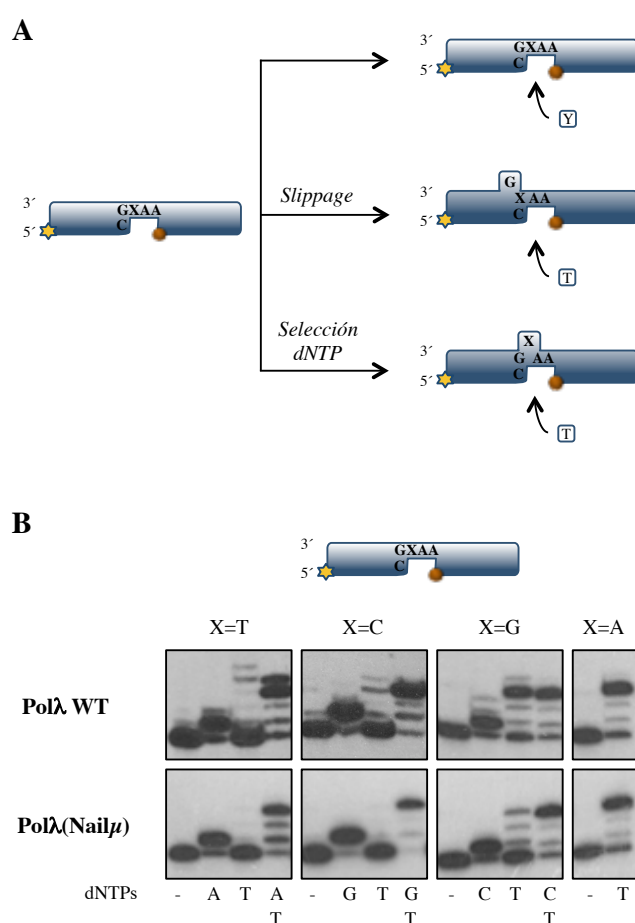 A
3´
GXAA
5´
C
Y
G
Slippage
3´
X AA
3´
GXAA
5´
C
5´
C
T
Selección
dNTP
X
3´
G AA
5´
C
T
B
3´
GXAA
5´
C
X=T X=C X=G X=A
Polλ WT
Polλ(Nailµ)
dNTPs - A T A - G T G - C T C - T
T T T